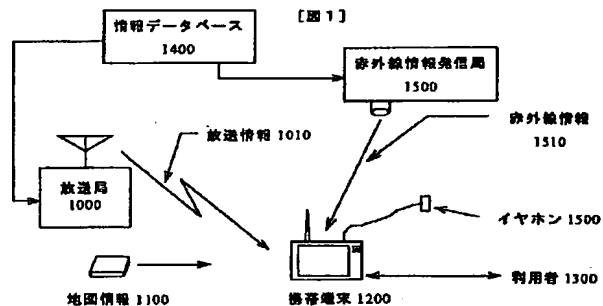 [図1]
情報データベース
1400
赤外線情報発信局
1500
放送情報 1010
赤外線情報
1510
放送局
1000
イヤホン 1500
地図情報 1100
携帯端末 1200
利用者 1300